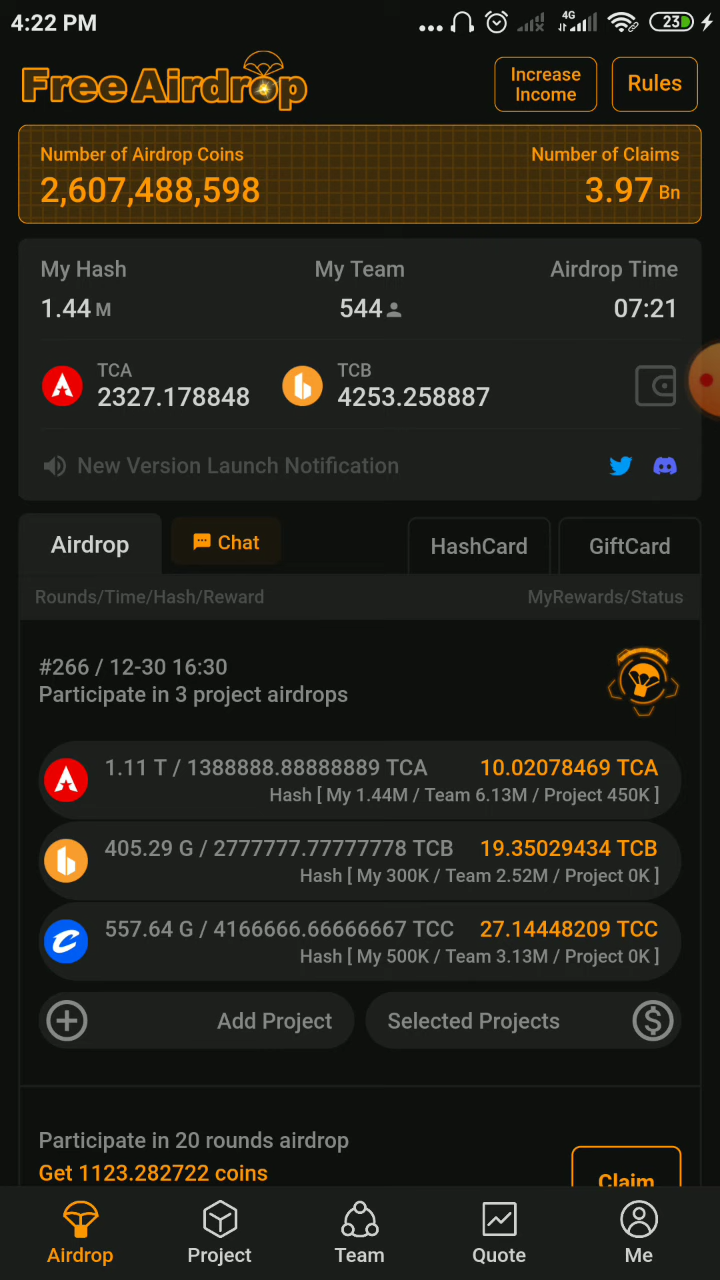 4:22 PM
4G
23
Free Airdrop
Increase
Income
Rules
Number of Airdrop Coins
Number of Claims
2,607,488,598
3.97 Bn
My Hash
My Team
Airdrop Time
1.44 M
544
07:21
TCA
2327.178848
TCB
4253.258887
New Version Launch Notification
Airdrop
Chat
HashCard
GiftCard
Rounds/Time/Hash/Reward
MyRewards/Status
#266 / 12-30 16:30
Participate in 3 project airdrops
1.11 T / 1388888.88888889 TCA
10.02078469 TCA
Hash [ My 1.44M / Team 6.13M / Project 450K ]
405.29 G / 2777777.77777778 TCB
19.35029434 TCB
Hash [ My 300K / Team 2.52M / Project 0K ]
557.64 G / 4166666.66666667 TCC
27.14448209 TCC
Hash [ My 500K / Team 3.13M / Project 0K ]
Add Project
Selected Projects
Participate in 20 rounds airdrop
Get 1123.282722 coins
Claim
Airdrop
Project
Team
Quote
Me